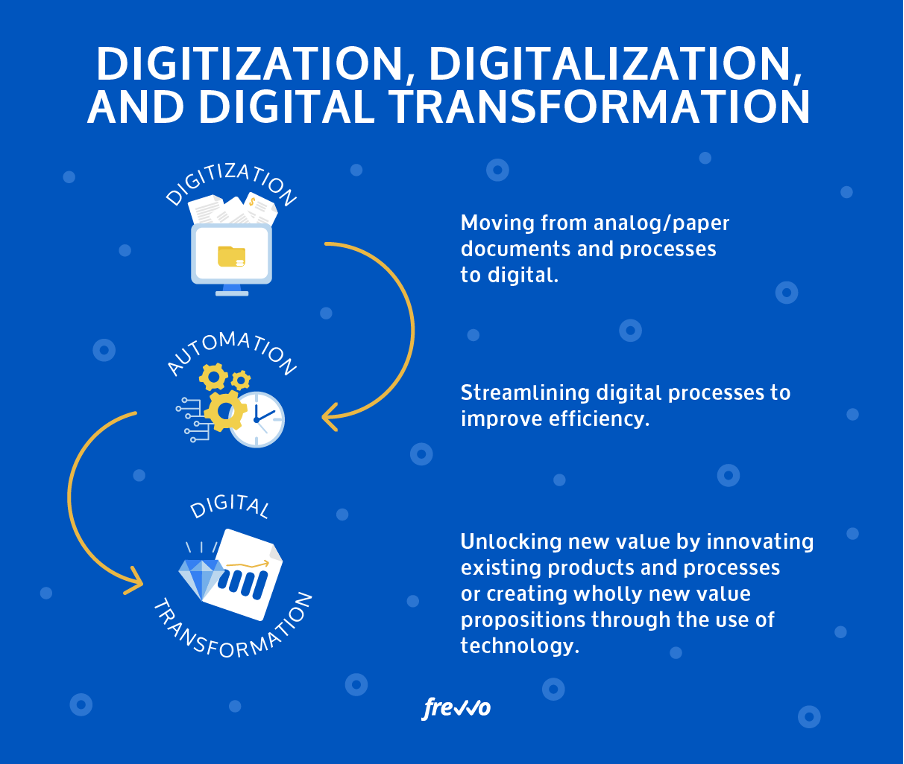 DIGITIZATION, DIGITALIZATION,
AND DIGITAL TRANSFORMATION
DIGITIZATION
$
Moving from analog/paper
documents and processes
to digital.
AUTOMATION
Streamlining digital processes to
improve efficiency.
DIGITAL
TRANSFORMATION
Unlocking new value by innovating
existing products and processes
or creating wholly new value
propositions through the use of
technology.
frevvo